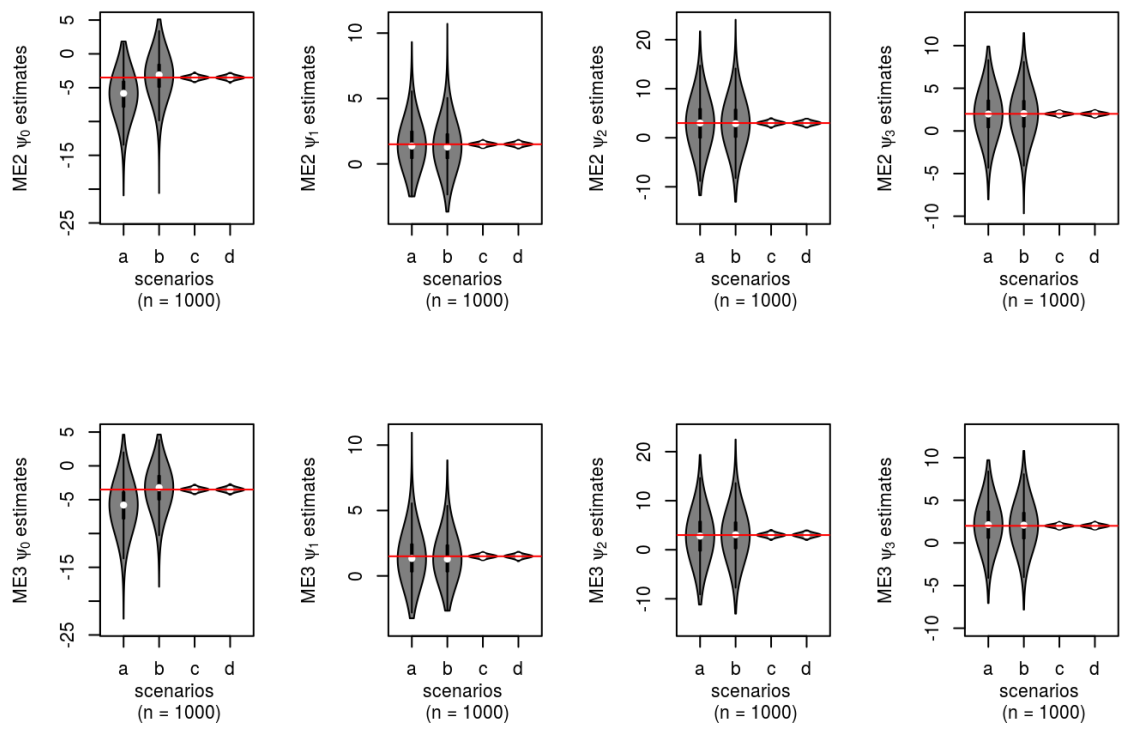 ME2 ψ0 estimates
5
0
-5
-15
-25
a b c d
scenarios
(n = 1000)
ME2 ψ1 estimates
10
5
0
a b c d
scenarios
(n = 1000)
ME2 ψ2 estimates
20
10
0
-10
a b c d
scenarios
(n = 1000)
ME2 ψ3 estimates
10
5
0
-5
-10
a b c d
scenarios
(n = 1000)
ME3 ψ0 estimates
5
0
-5
-15
-25
a b c d
scenarios
(n = 1000)
ME3 ψ1 estimates
10
5
0
a b c d
scenarios
(n = 1000)
ME3 ψ2 estimates
20
10
0
-10
a b c d
scenarios
(n = 1000)
ME3 ψ3 estimates
10
5
0
-5
-10
a b c d
scenarios
(n = 1000)